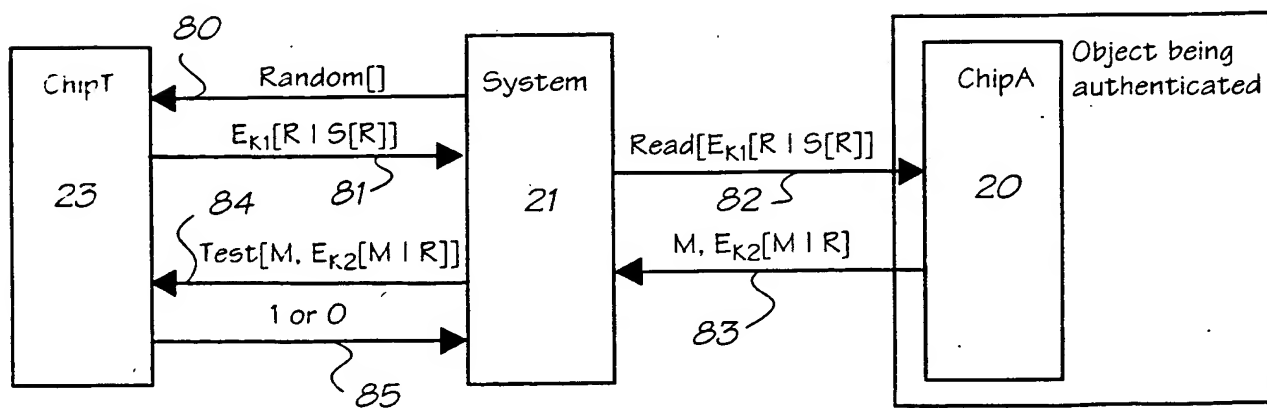 80
ChipT
Random[]
System
ChipA
Object being
authenticated
E_K1[R | S[R]]
81
Read[E_K1[R | S[R]]
82
23
84
21
20
Test[M, E_K2[M | R]]
M, E_K2[M | R]
83
1 or 0
85